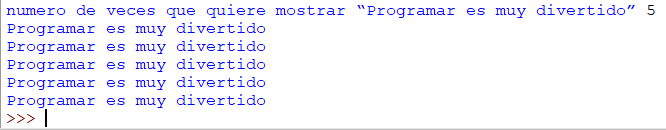 numero de veces que quiere mostrar “Programar es muy divertido” 5
Programar es muy divertido
Programar es muy divertido
Programar es muy divertido
Programar es muy divertido
Programar es muy divertido
>>>